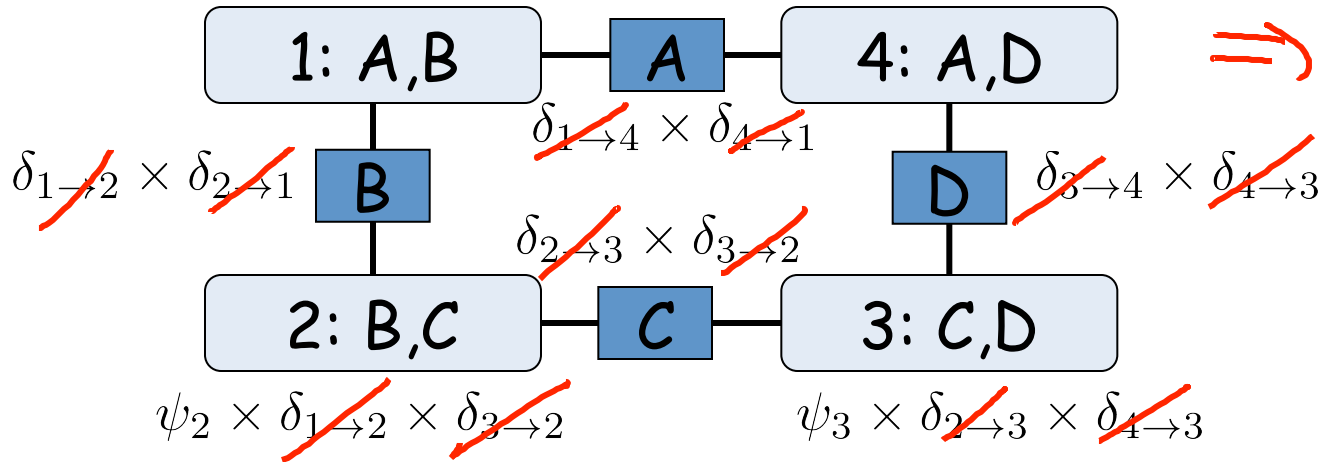 1: A,B A 4: A,D ⇒
δ₁→₄ × δ₄→₁
δ₁→₂ × δ₂→₁ B D δ₃→₄ × δ₄→₃
δ₂→₃ × δ₃→₂
2: B,C C 3: C,D
ψ₂ × δ₁→₂ × δ₃→₂ ψ₃ × δ₂→₃ × δ₄→₃